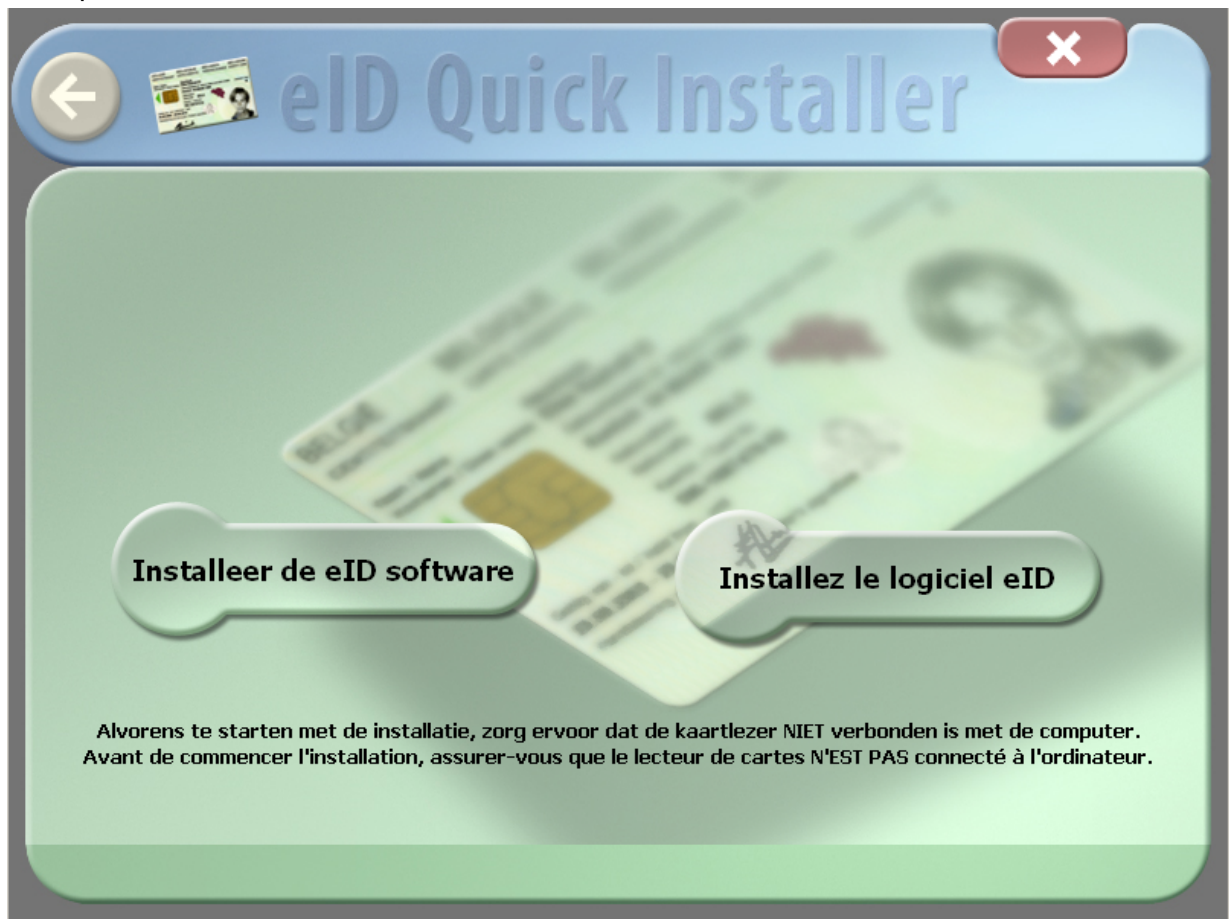 eID Quick Installer
BELGIË
BELGIQUE
Installeer de eID software
Installez le logiciel eID
Alvorens te starten met de installatie, zorg ervoor dat de kaartlezer NIET verbonden is met de computer.
Avant de commencer l'installation, assurer-vous que le lecteur de cartes N'EST PAS connecté à l'ordinateur.